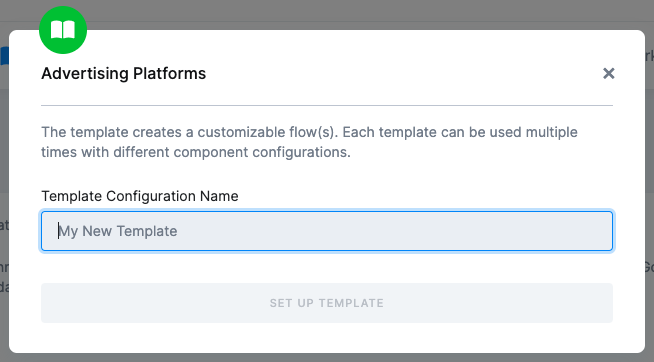 Advertising Platforms
The template creates a customizable flow(s). Each template can be used multiple
times with different component configurations.
Template Configuration Name
My New Template
SET UP TEMPLATE